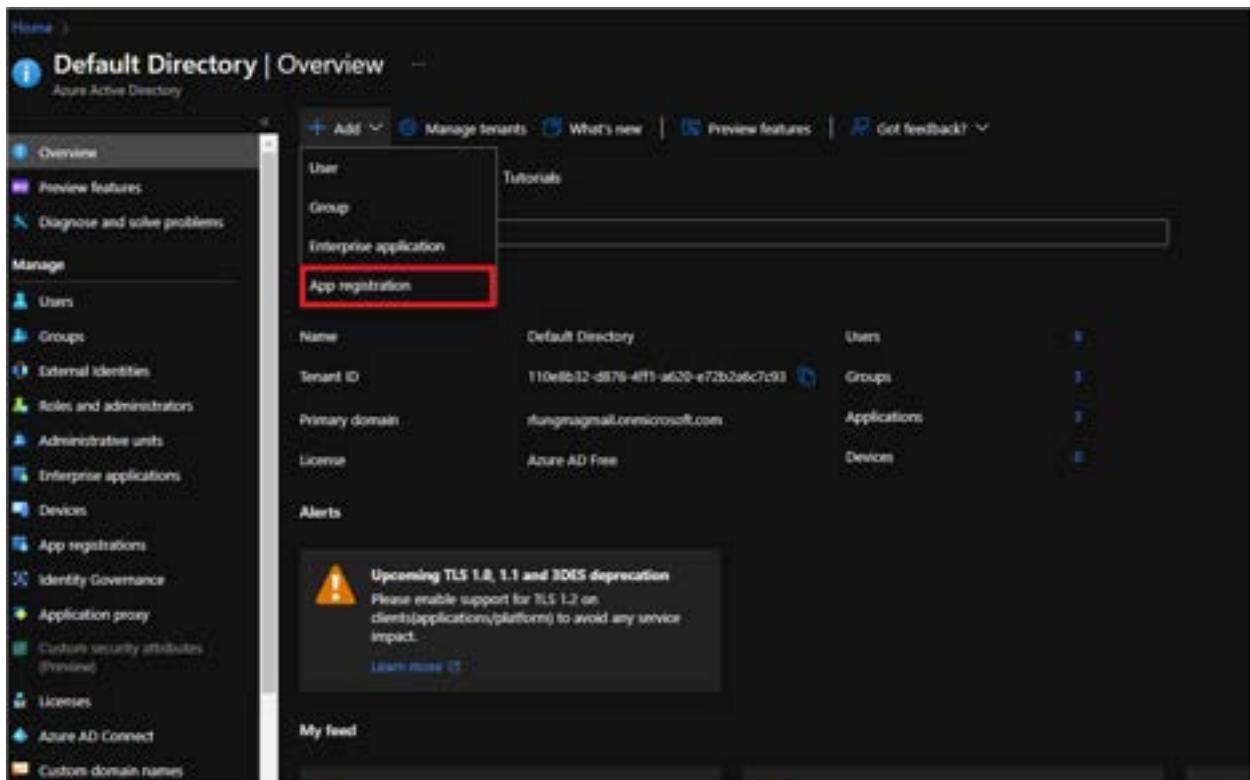 Home
Default Directory | Overview
Azure Active Directory
Add
Manage tenants
What's new
Preview features
Got feedback?
Overview
Preview features
Diagnose and solve problems
Manage
Users
Groups
External Identities
Roles and administrators
Administrative units
Enterprise applications
Devices
App registrations
Identity Governance
Application proxy
Custom security attributes
(Preview)
Licenses
Azure AD Connect
Custom domain names
User
Group
Enterprise application
App registration
Tutorials
Name Default Directory Users
Tenant ID 110e8b32-d876-4ff1-a620-e72b2a6c7c93 Groups
Primary domain Applications
License Azure AD Free Devices
Alerts
Upcoming TLS 1.0, 1.1 and 3DES deprecation
Please enable support for TLS 1.2 on
clients(applications/platform) to avoid any service
impact.
Learn more
My feed